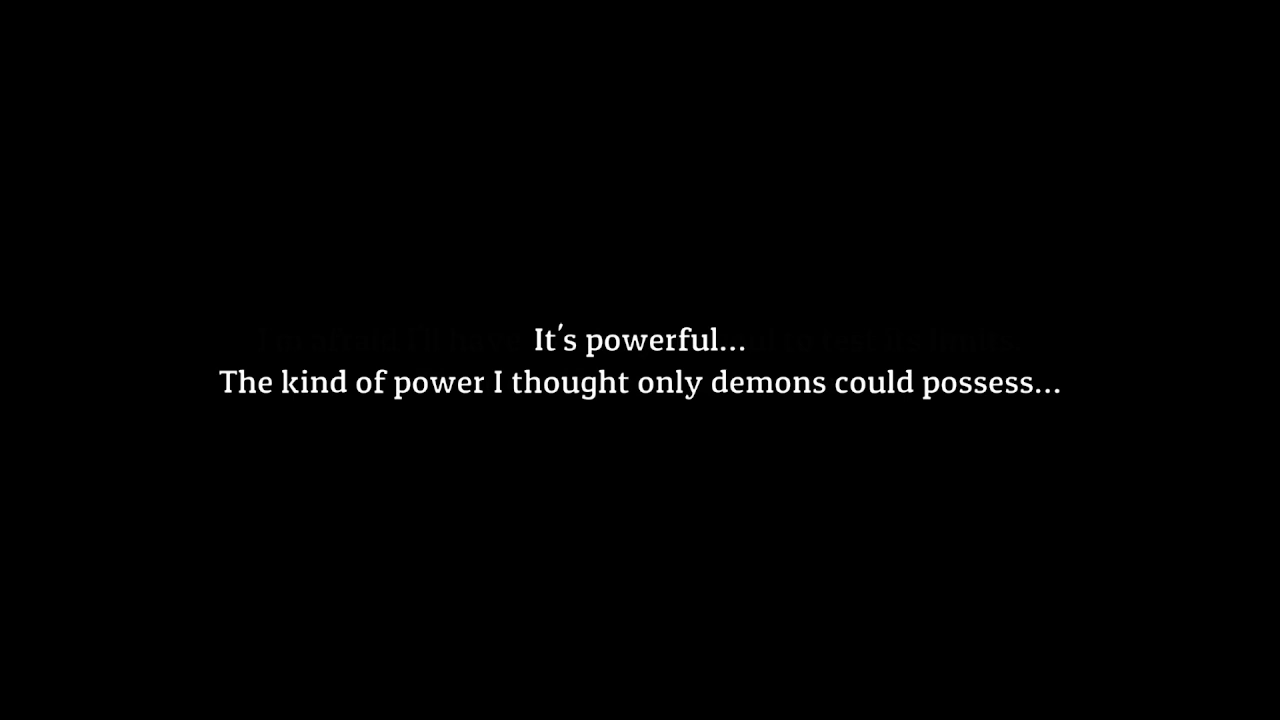 It's powerful...
The kind of power I thought only demons could possess...